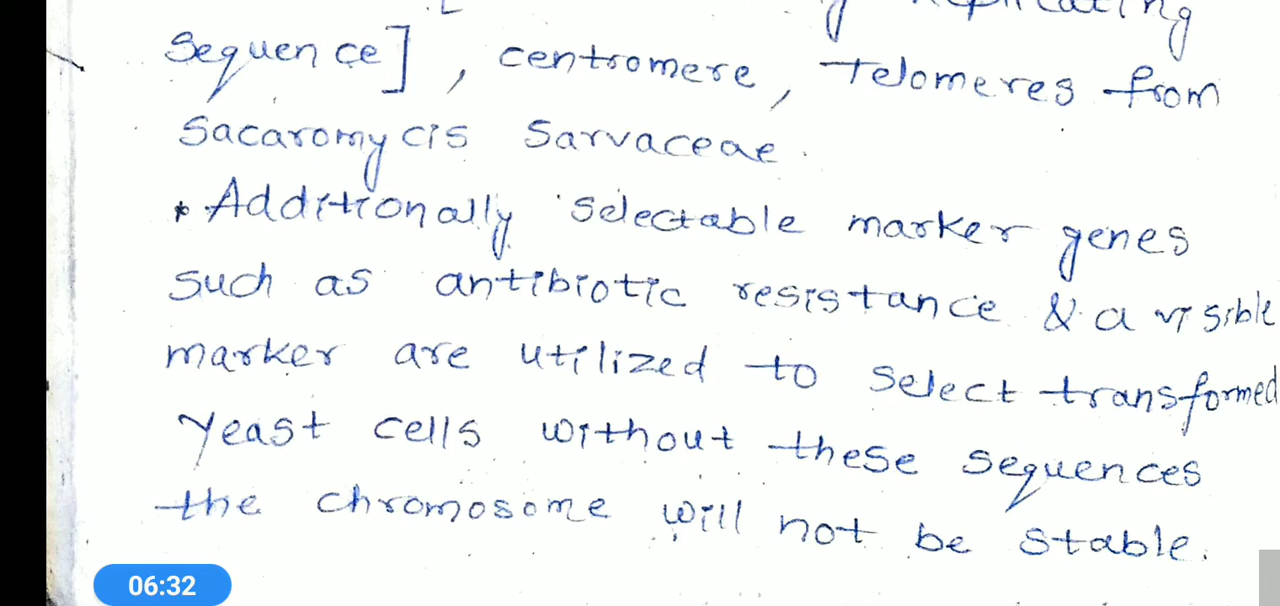 Replicating
Sequence], centromere, Telomeres from
Sacaromycis Sarvaceae.
* Additionally selectable marker genes
such as antibiotic resistance & a visible
marker are utilized to select transformed
Yeast cells without these sequences
the chromosome will not be stable.
06:32